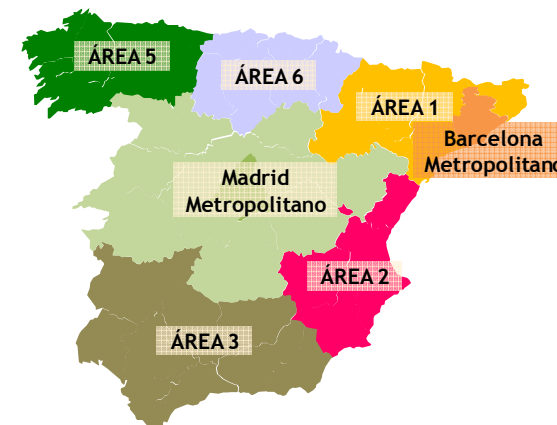 ÁREA 5
ÁREA 6
ÁREA 1
Barcelona
Metropolitano
Madrid
Metropolitano
ÁREA 2
ÁREA 3